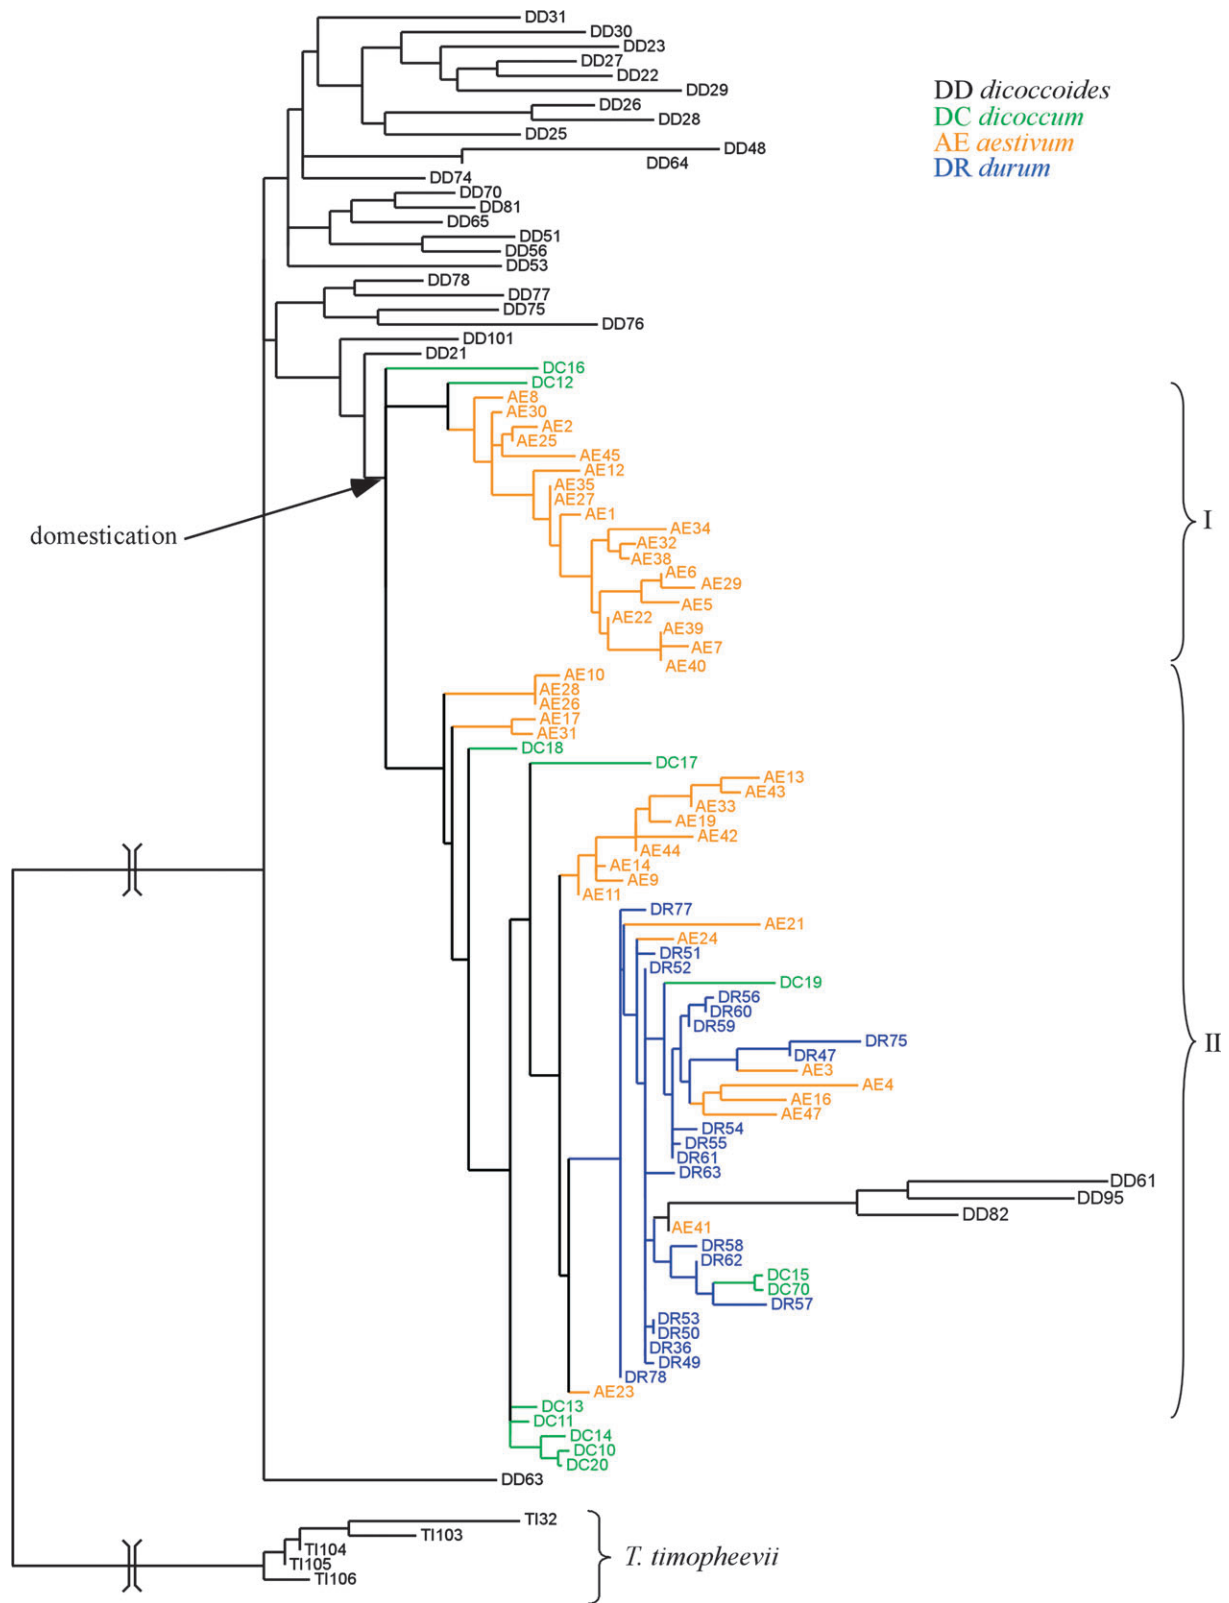 DD31
DD30
DD23
DD27
DD22
DD29
DD26
DD28
DD25
DD48
DD64
DD74
DD70
DD81
DD65
DD51
DD56
DD53
DD78
DD77
DD75
DD76
DD101
DD21
DD dicoccoides
DC dicoccum
AE aestivum
DR durum
DC16
DC12
AE8
AE30
AE2
AE25
AE45
AE12
AE35
AE27
AE1
AE34
AE32
AE38
AE6
AE29
AE5
AE22
AE39
AE7
AE40
domestication
I
AE10
AE28
AE26
AE17
AE31
DC18
DC17
AE13
AE43
AE33
AE19
AE42
AE44
AE14
AE9
AE11
DR77
AE21
AE24
DR51
DR52
DC19
DR56
DR60
DR59
DR75
DR47
AE3
AE4
AE16
AE47
DR54
DR55
DR61
DR63
DD61
DD95
DD82
AE41
DR58
DR62
DC15
DC70
DR57
DR53
DR50
DR36
DR49
DR78
AE23
II
DC13
DC11
DC14
DC10
DC20
DD63
TI32
TI103
TI104
TI105
TI106
T. timopheevii